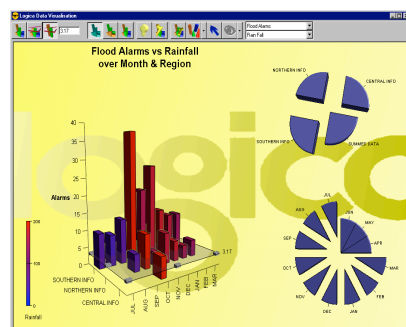 Logica Data Visualisation
3.17
Flood Alarms
Rain Fall
Flood Alarms vs Rainfall
over Month & Region
NORTHERN INFO
CENTRAL INFO
SOUTHERN INFO
SUMMED DATA
40
35
30
25
20
15
10
5
0
Alarms
3.17
SOUTHERN INFO
NORTHERN INFO
CENTRAL INFO
JUL
AUG
SEP
OCT
NOV
DEC
JAN
FEB
MAR
200
100
0
Rainfall
JUL
AUG
SEP
OCT
NOV
DEC
JAN
FEB
MAR
APR
MAY
JUN
logica